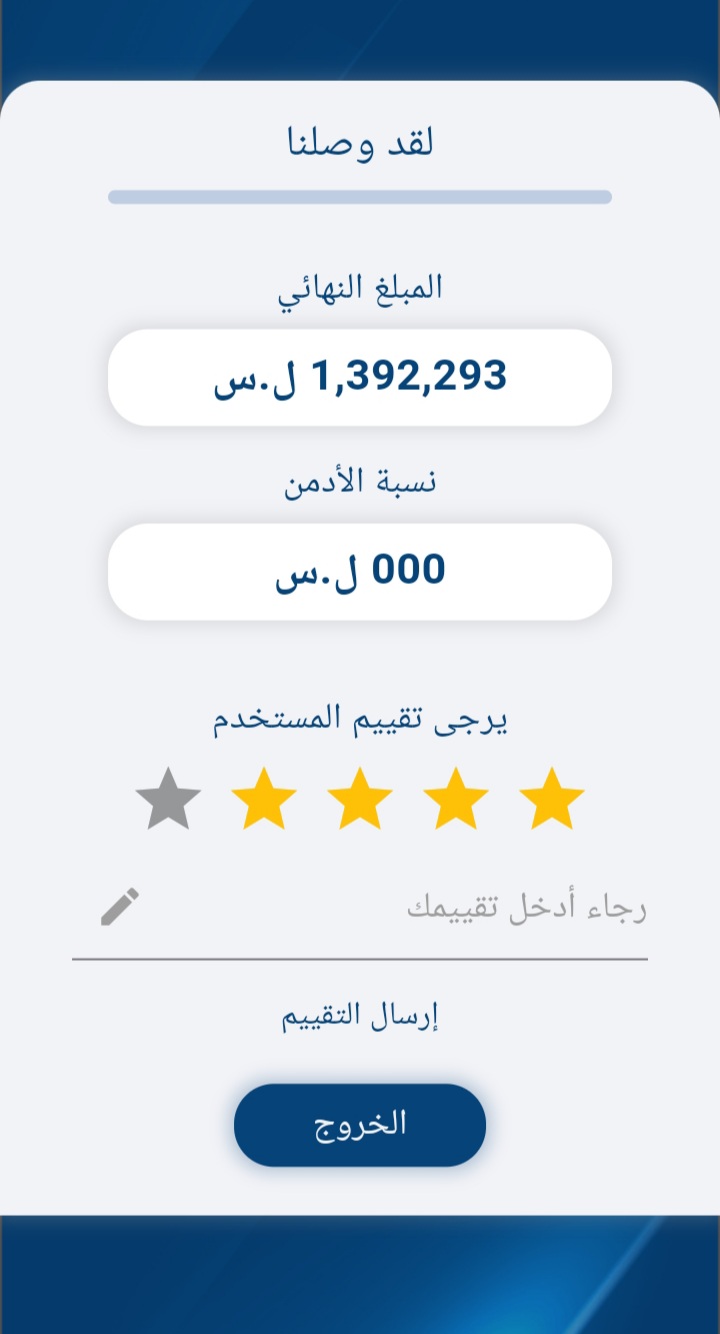 لقد وصلنا
المبلغ النهائي
1,392,293 ل.س
نسبة الأدمن
000 ل.س
يرجى تقييم المستخدم
رجاء أدخل تقييمك
إرسال التقييم
الخروج